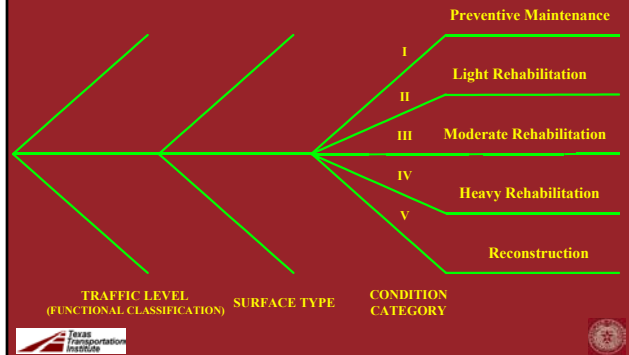 Preventive Maintenance
I
Light Rehabilitation
II
III
Moderate Rehabilitation
IV
Heavy Rehabilitation
V
Reconstruction
TRAFFIC LEVEL
(FUNCTIONAL CLASSIFICATION)
SURFACE TYPE
CONDITION
CATEGORY
Texas
Transportation
Institute